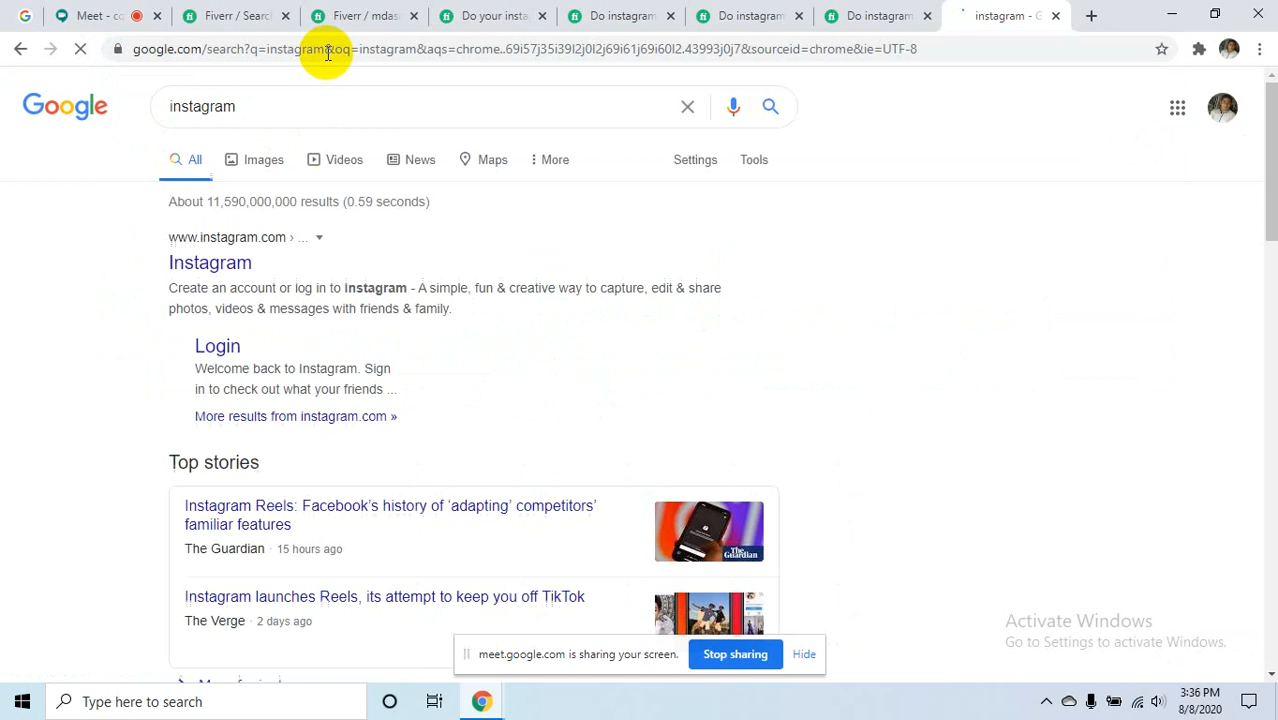 Meet - cq
Fiverr / Sear
Fiverr / mdas
Do your insta
Do instagram
Do instagram
Do instagram
instagram - G
google.com/search?q=instagram&oq=instagram&aqs=chrome..69i57j35i39l2j0l2j69i61j69i60l2.43993j0j7&sourceid=chrome&ie=UTF-8
Google
instagram
All
Images
Videos
News
Maps
More
Settings
Tools
About 11,590,000,000 results (0.59 seconds)
www.instagram.com › ...
Instagram
Create an account or log in to instagram - A simple, fun & creative way to capture, edit & share
photos, videos & messages with friends & family.
Login
Welcome back to Instagram. Sign
in to check out what your friends ...
More results from instagram.com »
Top stories
Instagram Reels: Facebook's history of 'adapting' competitors'
familiar features
The Guardian · 15 hours ago
The Guardian
Instagram launches Reels, its attempt to keep you off TikTok
The Verge · 2 days ago
Activate Windows
Go to Settings to activate Windows.
meet.google.com is sharing your screen.
Stop sharing
Hide
Type here to search
3:36 PM
8/8/2020